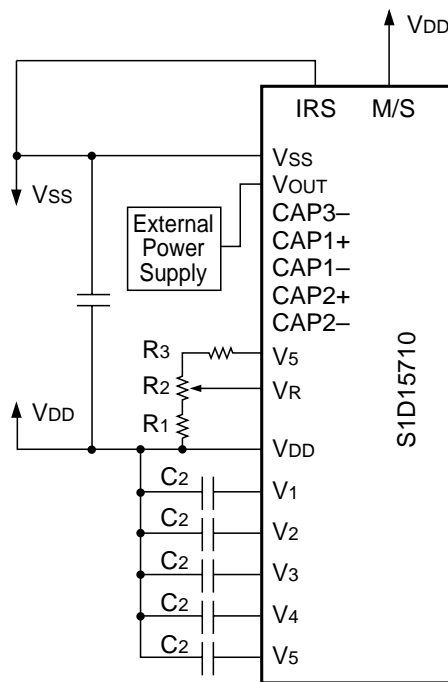 VDD
IRS M/S
VSS
VSS
VOUT
External
Power
Supply
CAP3–
CAP1+
CAP1–
CAP2+
CAP2–
R3
V5
R2
VR
R1
VDD
VDD
C2
V1
C2
V2
C2
V3
C2
V4
C2
V5
S1D15710